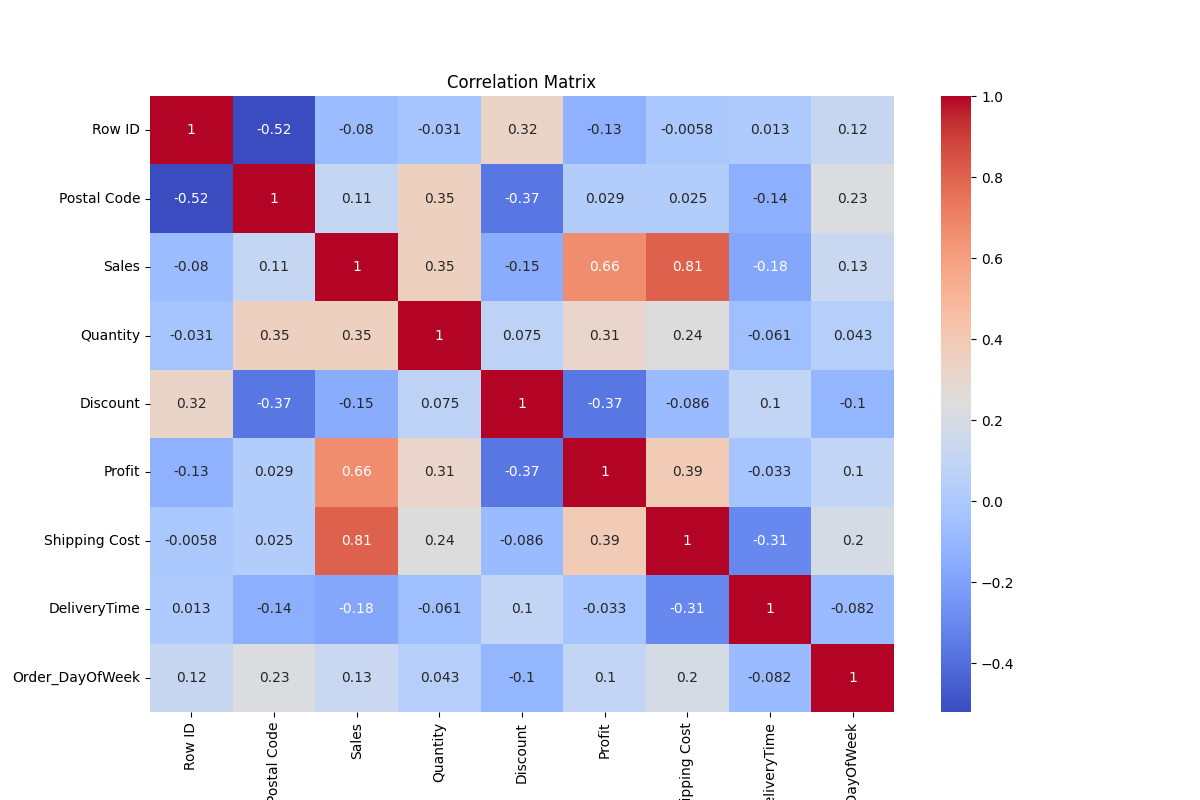 Correlation Matrix
Row ID 1 -0.52 -0.08 -0.031 0.32 -0.13 -0.0058 0.013 0.12
Postal Code -0.52 1 0.11 0.35 -0.37 0.029 0.025 -0.14 0.23
Sales -0.08 0.11 1 0.35 -0.15 0.66 0.81 -0.18 0.13
Quantity -0.031 0.35 0.35 1 0.075 0.31 0.24 -0.061 0.043
Discount 0.32 -0.37 -0.15 0.075 1 -0.37 -0.086 0.1 -0.1
Profit -0.13 0.029 0.66 0.31 -0.37 1 0.39 -0.033 0.1
Shipping Cost -0.0058 0.025 0.81 0.24 -0.086 0.39 1 -0.31 0.2
DeliveryTime 0.013 -0.14 -0.18 -0.061 0.1 -0.033 -0.31 1 -0.082
Order_DayOfWeek 0.12 0.23 0.13 0.043 -0.1 0.1 0.2 -0.082 1
Row ID
Postal Code
Sales
Quantity
Discount
Profit
ipping Cost
eliveryTime
DayOfWeek
1.0
0.8
0.6
0.4
0.2
0.0
−0.2
−0.4